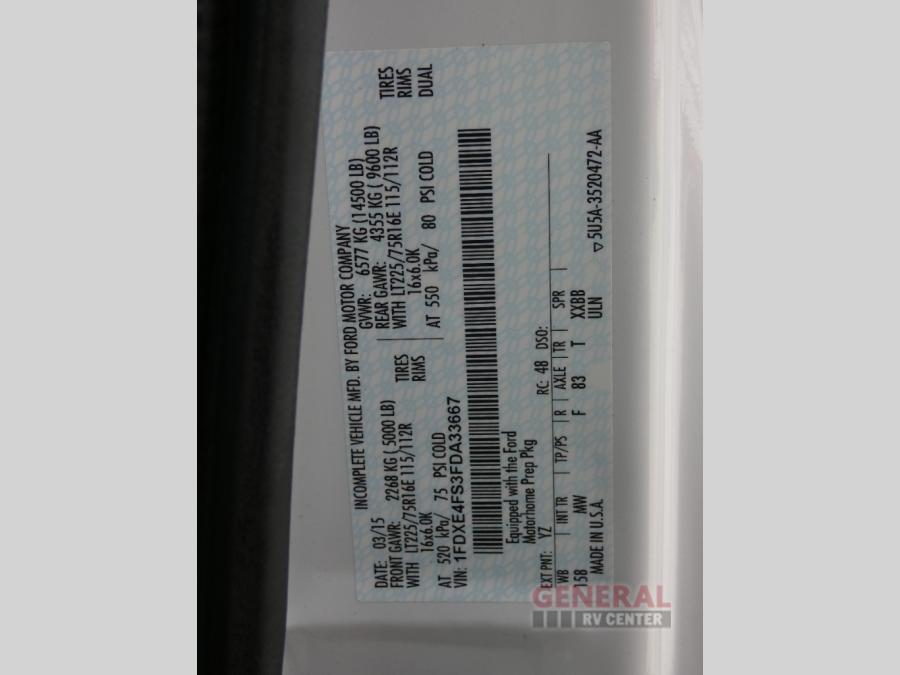 INCOMPLETE VEHICLE MFD. BY FORD MOTOR COMPANY
DATE: 03/15 GVWR: 6577 KG (14500 LB)
FRONT GAWR: 2268 KG ( 5000 LB) REAR GAWR: 4355 KG ( 9600 LB)
WITH LT225/75R16E 115/112R TIRES WITH LT225/75R16E 115/112R TIRES
16x6.0K RIMS 16x6.0K RIMS
AT 520 kPa/ 75 PSI COLD AT 550 kPa/ 80 PSI COLD DUAL
VIN: 1FDXE4FS3FDA33667
Equipped with the Ford
Motorhome Prep Pkg
EXT PNT: YZ RC: 48 DSO:
WB INT TR TP/PS R AXLE TR SPR
158 MW F 83 T XXBB
MADE IN U.S.A. ULN
▽5U5A-3520472-AA
GENERAL
RV CENTER